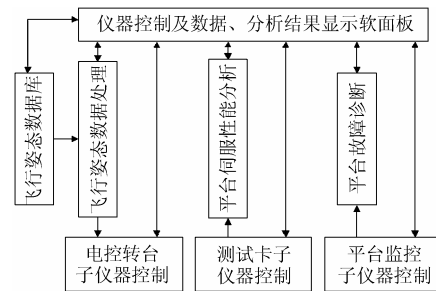 仪器控制及数据、分析结果显示软面板
飞行姿态数据库
飞行姿态数据处理
平台伺服性能分析
平台故障诊断
电控转台
子仪器控制
测试卡子
仪器控制
平台监控
子仪器控制